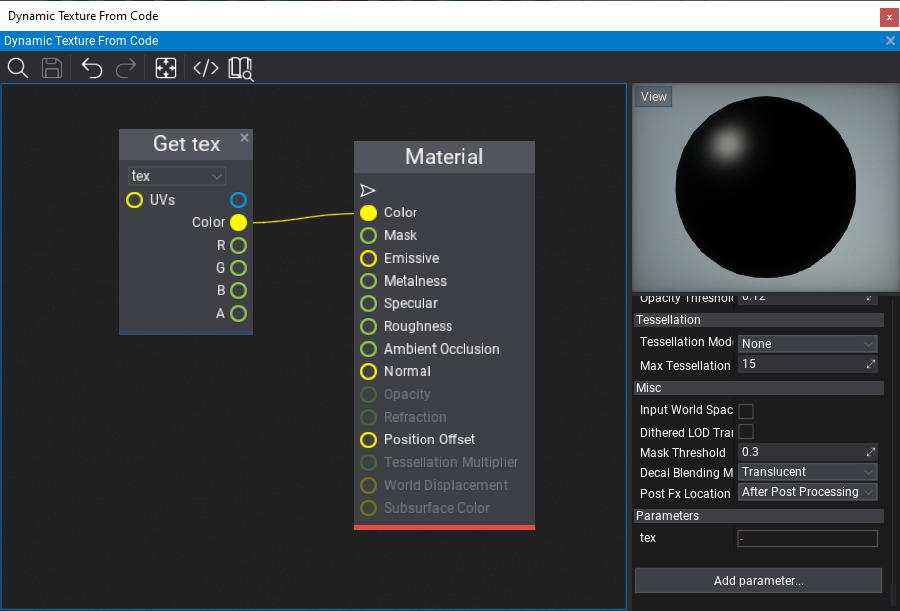 Dynamic Texture From Code
Dynamic Texture From Code
View
Get tex
tex
UVs
Color
R
G
B
A
Material
Color
Mask
Emissive
Metalness
Specular
Roughness
Ambient Occlusion
Normal
Opacity
Refraction
Position Offset
Tessellation Multiplier
World Displacement
Subsurface Color
Opacity Threshol 0.12
Tessellation
Tessellation Mod None
Max Tessellation 15
Misc
Input World Spac
Dithered LOD Tra
Mask Threshold 0.3
Decal Blending M Translucent
Post Fx Location After Post Processing
Parameters
tex -
Add parameter...